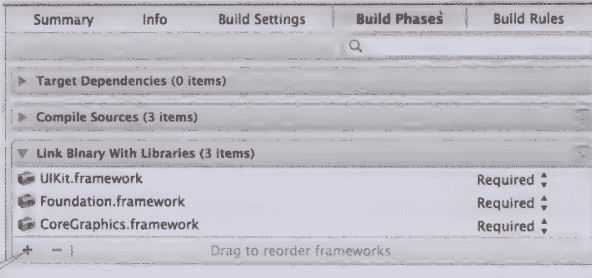 Summary Info Build Settings Build Phases Build Rules
Target Dependencies (0 items)
Compile Sources (3 items)
Link Binary With Libraries (3 items)
UIKit.framework Required
Foundation.framework Required
CoreGraphics.framework Required
+ − Drag to reorder frameworks